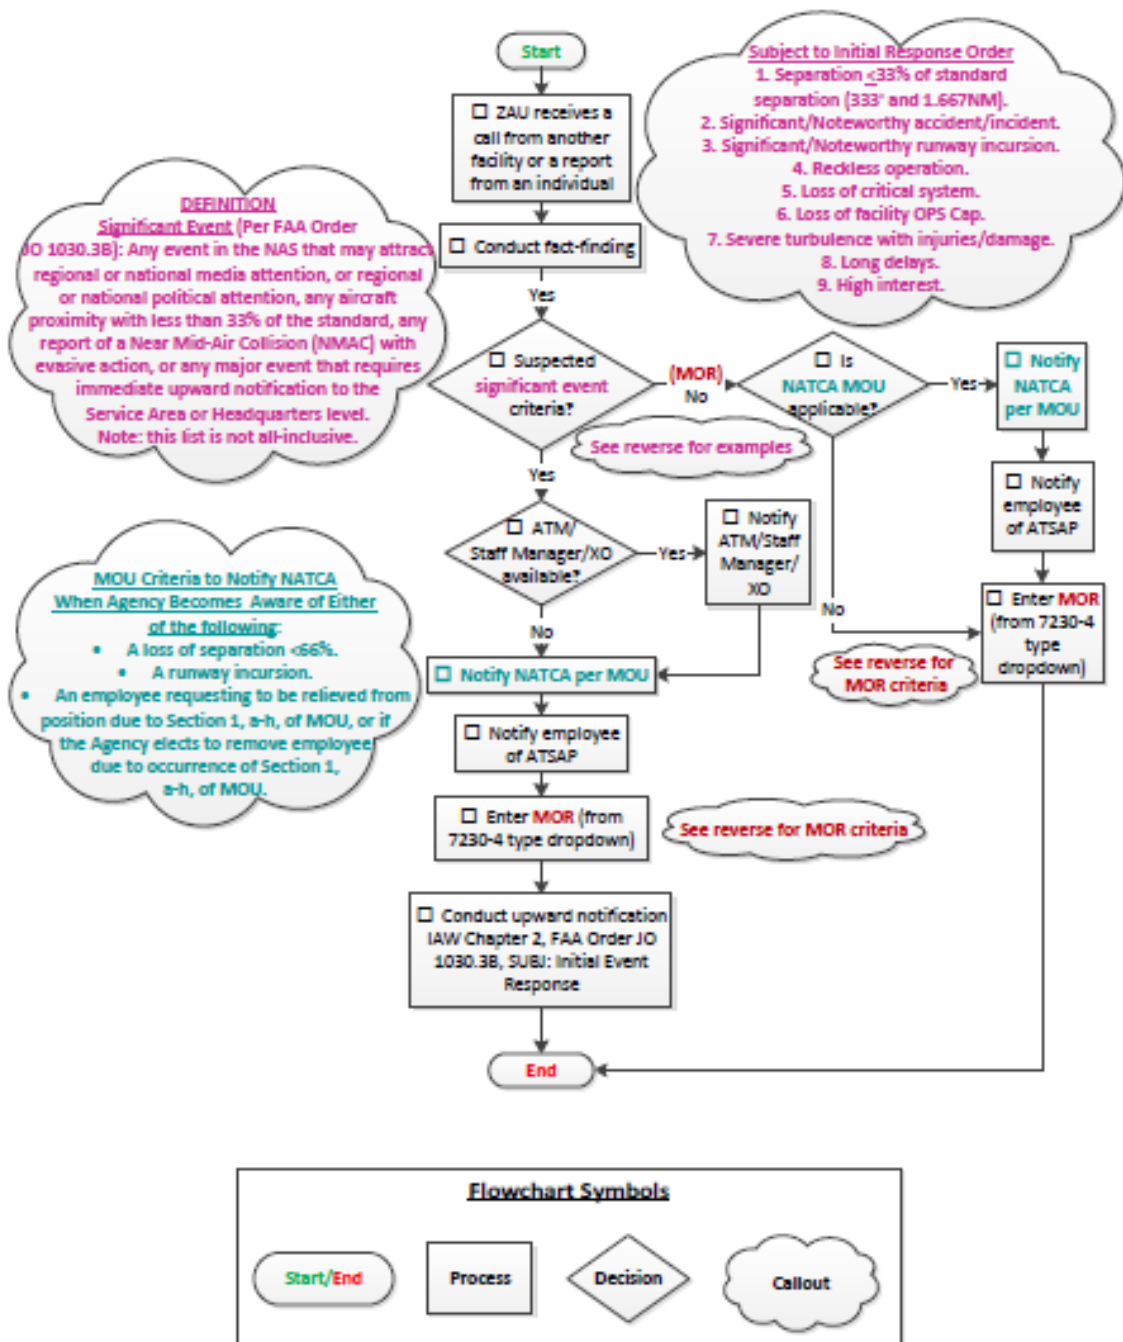 Start
Subject to Initial Response Order
1. Separation <33% of standard
separation (333' and 1.667NM).
2. Significant/Noteworthy accident/incident.
3. Significant/Noteworthy runway incursion.
4. Reckless operation.
5. Loss of critical system.
6. Loss of facility OPS Cap.
7. Severe turbulence with injuries/damage.
8. Long delays.
9. High interest.
☐ ZAU receives a
call from another
facility or a report
from an individual
DEFINITION
Significant Event (Per FAA Order
JO 1030.3B): Any event in the NAS that may attract
regional or national media attention, or regional
or national political attention, any aircraft
proximity with less than 33% of the standard, any
report of a Near Mid-Air Collision (NMAC) with
evasive action, or any major event that requires
immediate upward notification to the
Service Area or Headquarters level.
Note: this list is not all-inclusive.
☐ Conduct fact-finding
Yes
☐ Suspected
significant event
criteria?
(MOR)
No
☐ Is
NATCA MOU
applicable?
Yes
☐ Notify
NATCA
per MOU
See reverse for examples
Yes
☐ Notify
employee
of ATSAP
☐ ATM/
Staff Manager/XO
available?
Yes
☐ Notify
ATM/Staff
Manager/
XO
MOU Criteria to Notify NATCA
When Agency Becomes Aware of Either
of the following:
• A loss of separation <66%.
• A runway incursion.
• An employee requesting to be relieved from
position due to Section 1, a-h, of MOU, or if
the Agency elects to remove employee
due to occurrence of Section 1,
a-h, of MOU.
No
No
☐ Enter MOR
(from 7230-4
type
dropdown)
See reverse for
MOR criteria
☐ Notify NATCA per MOU
☐ Notify employee
of ATSAP
☐ Enter MOR (from
7230-4 type dropdown)
See reverse for MOR criteria
☐ Conduct upward notification
IAW Chapter 2, FAA Order JO
1030.3B, SUBJ: Initial Event
Response
End
Flowchart Symbols
Start/End
Process
Decision
Callout